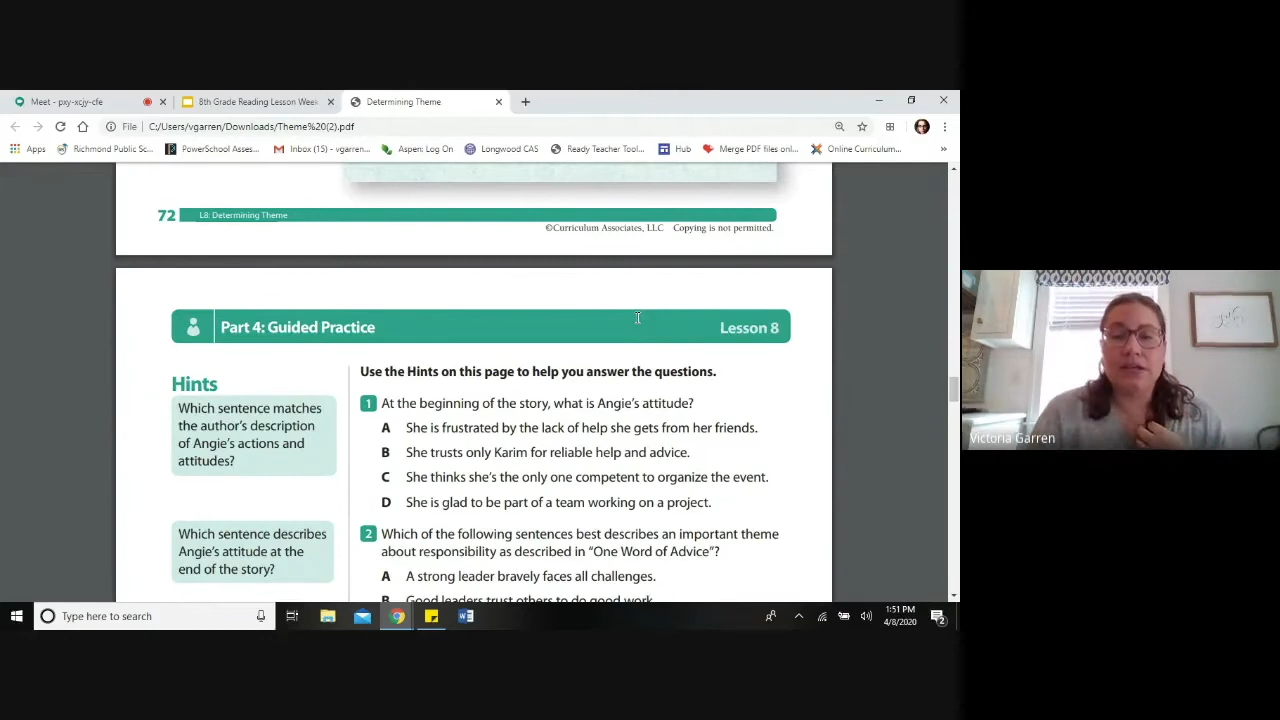 Meet - pxy-xcjy-cfe
8th Grade Reading Lesson Week
Determining Theme
File C:/Users/vgarren/Downloads/Theme%20(2).pdf
Apps Richmond Public Sc... PowerSchool Asses... Inbox (15) - vgarren... Aspen: Log On Longwood CAS Ready Teacher Tool... Hub Merge PDF files onl... Online Curriculum... »
72 L8: Determining Theme
©Curriculum Associates, LLC Copying is not permitted.
Part 4: Guided Practice Lesson 8
Hints
Which sentence matches
the author's description
of Angie's actions and
attitudes?
Which sentence describes
Angie's attitude at the
end of the story?
Use the Hints on this page to help you answer the questions.
1 At the beginning of the story, what is Angie's attitude?
A She is frustrated by the lack of help she gets from her friends.
B She trusts only Karim for reliable help and advice.
C She thinks she's the only one competent to organize the event.
D She is glad to be part of a team working on a project.
2 Which of the following sentences best describes an important theme
about responsibility as described in "One Word of Advice"?
A A strong leader bravely faces all challenges.
B Good leaders trust others to do good work.
Victoria Garren
Type here to search
1:51 PM
4/8/2020
2